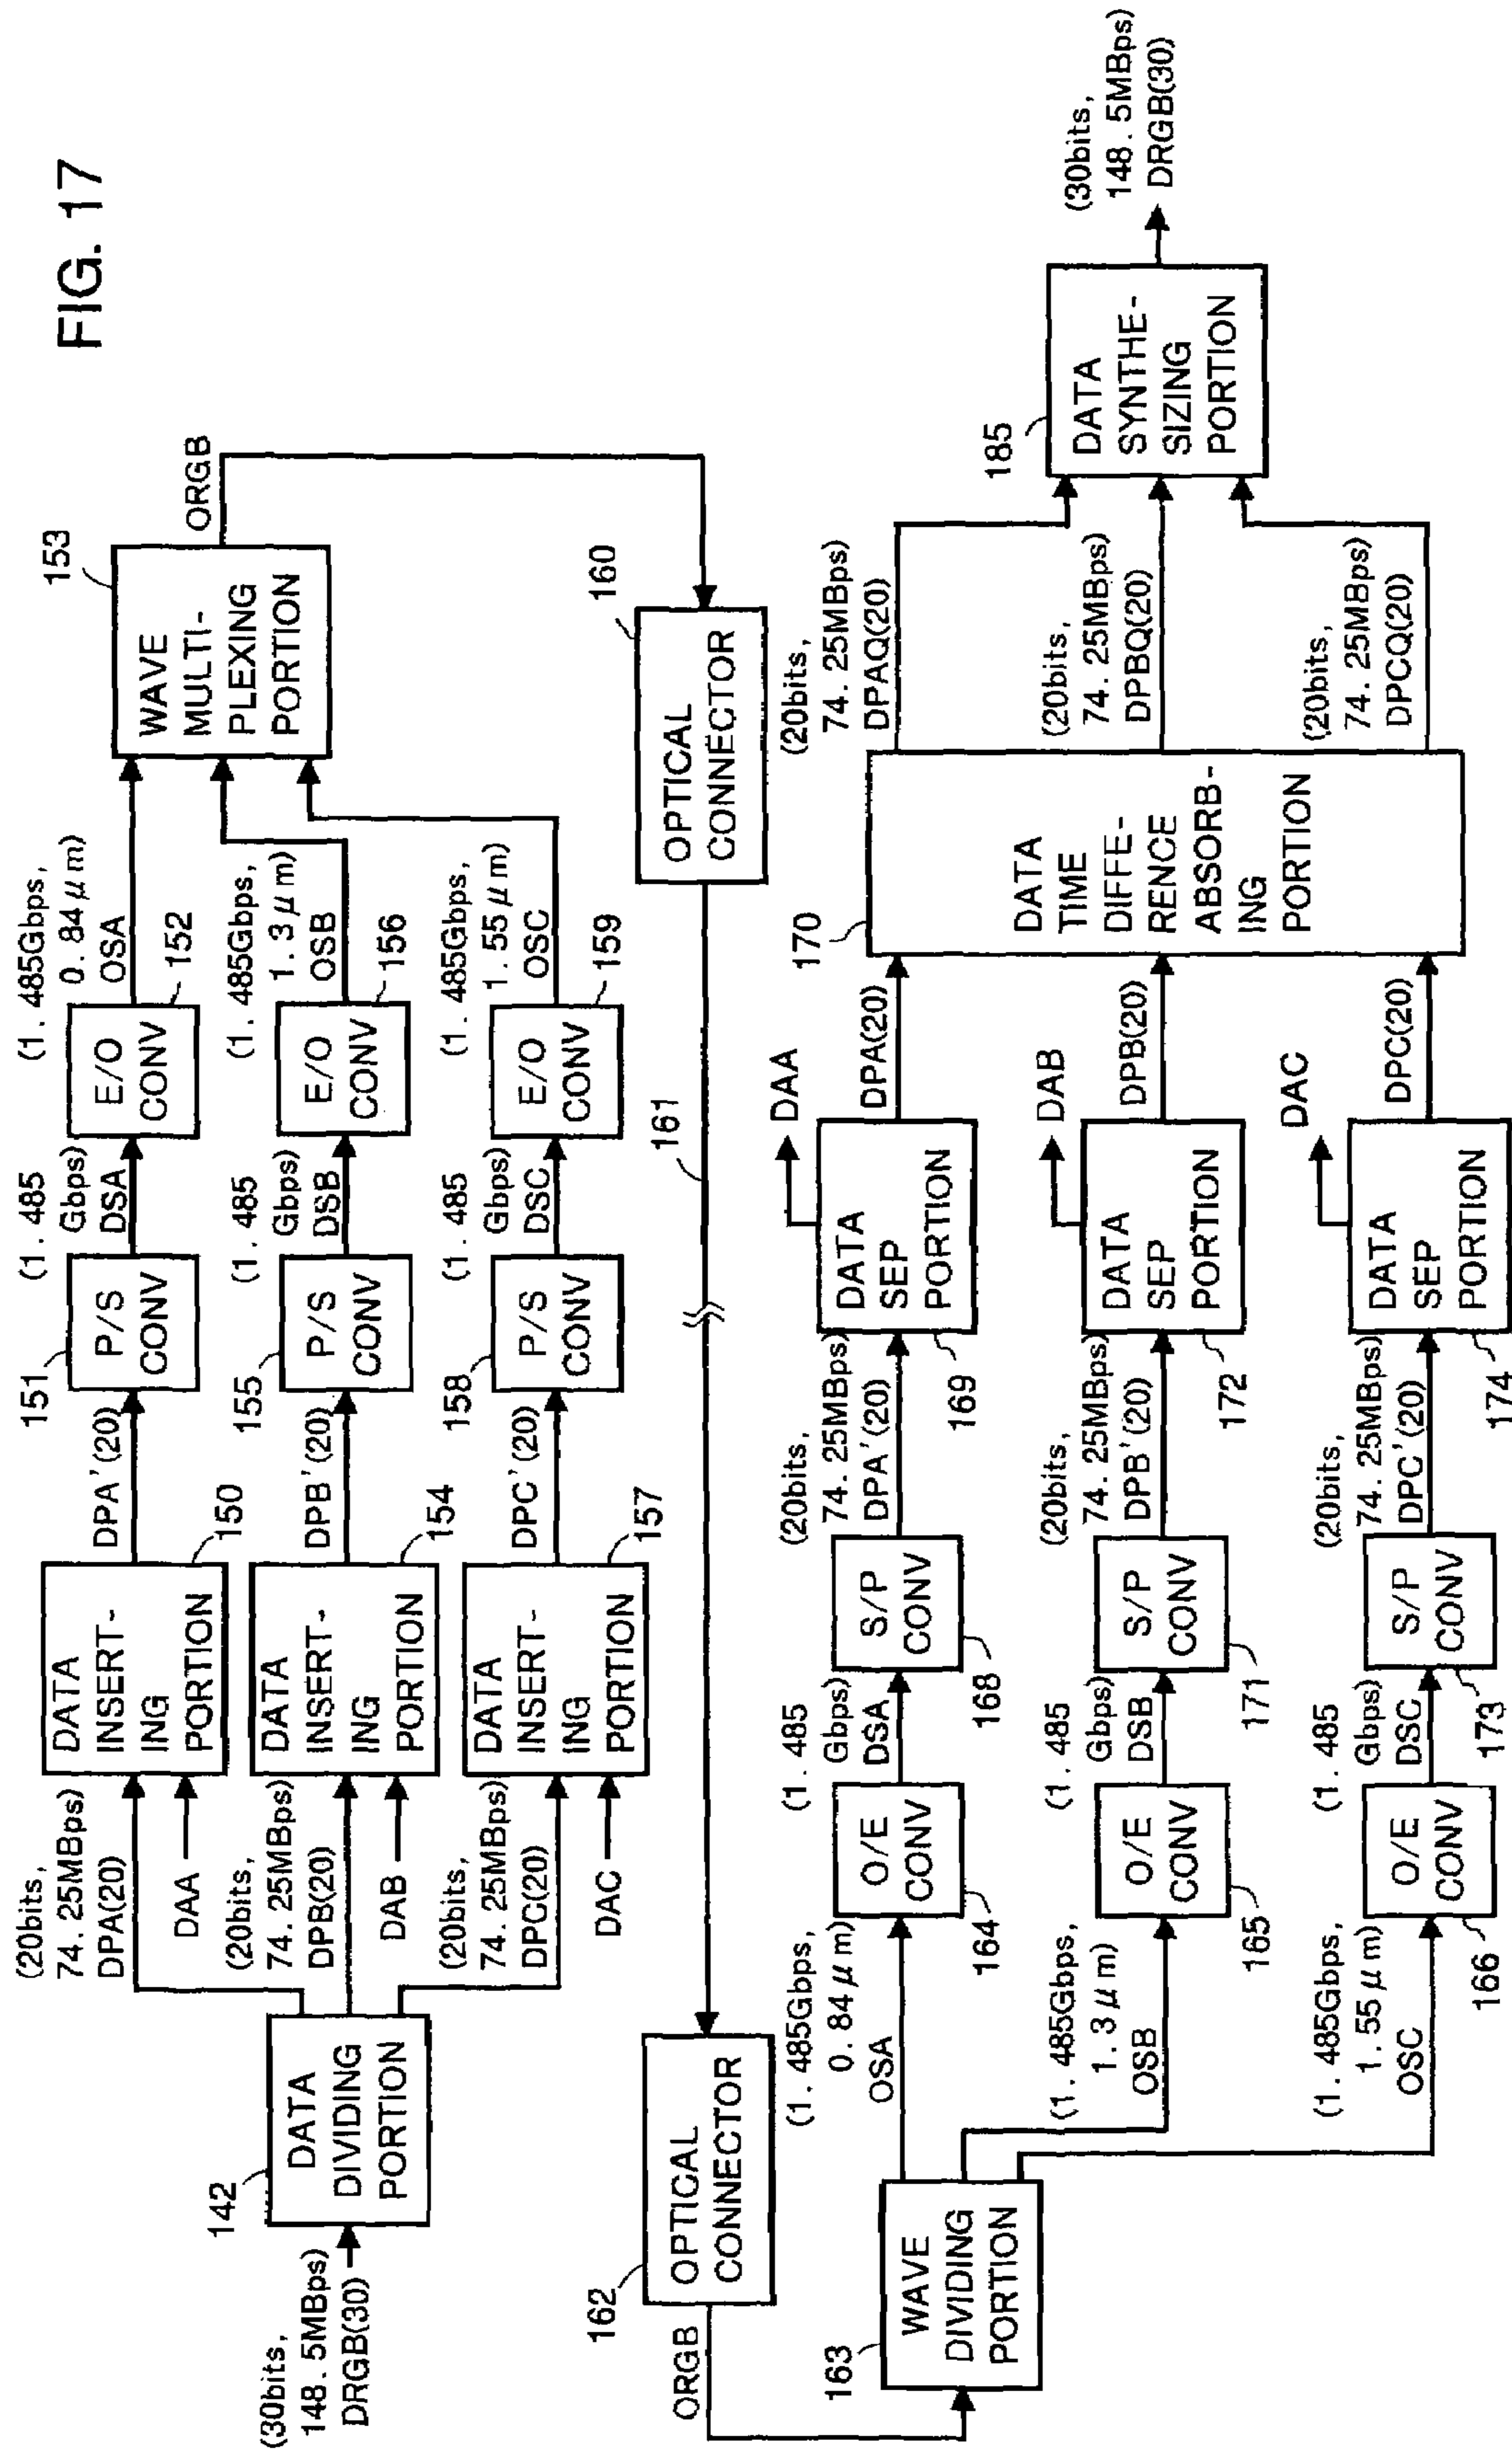 FIG. 17
(30bits,
148.5MBps)
DRGB(30)
142
DATA
DIVIDING
PORTION
(20bits,
74.25MBps)
DPA(20)
DAA
DATA
INSERT-
ING
PORTION
150
DPA'(20)
151
P/S
CONV
(1.485
Gbps)
DSA
E/O
CONV
152
(1.485Gbps,
0.84μm)
OSA
(20bits,
74.25MBps)
DPB(20)
DAB
DATA
INSERT-
ING
PORTION
154
DPB'(20)
155
P/S
CONV
(1.485
Gbps)
DSB
E/O
CONV
156
(1.485Gbps,
1.3μm)
OSB
(20bits,
74.25MBps)
DPC(20)
DAC
DATA
INSERT-
ING
PORTION
157
DPC'(20)
158
P/S
CONV
(1.485
Gbps)
DSC
E/O
CONV
159
(1.485Gbps,
1.55μm)
OSC
153
WAVE
MULTI-
PLEXING
PORTION
ORGB
160
OPTICAL
CONNECTOR
161
162
OPTICAL
CONNECTOR
ORGB
163
WAVE
DIVIDING
PORTION
(1.485Gbps,
0.84μm)
OSA
O/E
CONV
164
(1.485
Gbps)
DSA
S/P
CONV
168
(20bits,
74.25MBps)
DPA'(20)
DATA
SEP
PORTION
169
DAA
DPA(20)
(1.485Gbps,
1.3μm)
OSB
O/E
CONV
165
(1.485
Gbps)
DSB
S/P
CONV
171
(20bits,
74.25MBps)
DPB'(20)
DATA
SEP
PORTION
172
DAB
DPB(20)
(1.485Gbps,
1.55μm)
OSC
O/E
CONV
166
(1.485
Gbps)
DSC
S/P
CONV
173
(20bits,
74.25MBps)
DPC'(20)
DATA
SEP
PORTION
174
DAC
DPC(20)
170
DATA
TIME
DIFFE-
RENCE
ABSORB-
ING
PORTION
(20bits,
74.25MBps)
DPAQ(20)
(20bits,
74.25MBps)
DPBQ(20)
(20bits,
74.25MBps)
DPCQ(20)
185
DATA
SYNTHE-
SIZING
PORTION
(30bits,
148.5MBps)
DRGB(30)